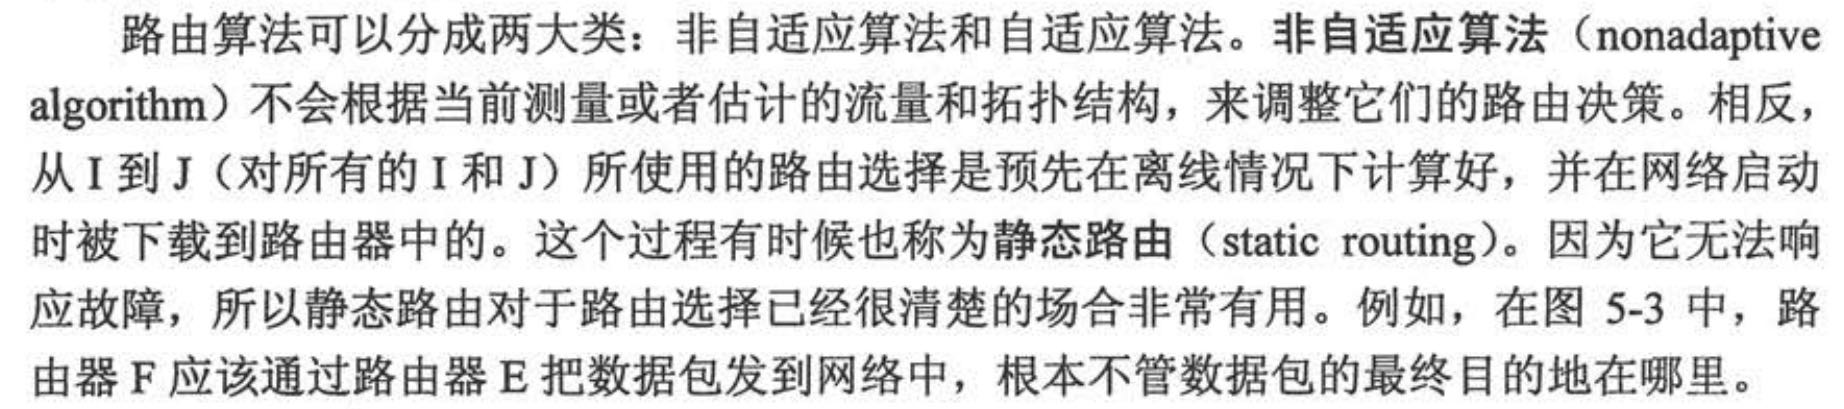 路由算法可以分成两大类：非自适应算法和自适应算法。非自适应算法（nonadaptive
algorithm）不会根据当前测量或者估计的流量和拓扑结构，来调整它们的路由决策。相反，
从 I 到 J（对所有的 I 和 J）所使用的路由选择是预先在离线情况下计算好，并在网络启动
时被下载到路由器中的。这个过程有时候也称为静态路由（static routing）。因为它无法响
应故障，所以静态路由对于路由选择已经很清楚的场合非常有用。例如，在图 5-3 中，路
由器 F 应该通过路由器 E 把数据包发到网络中，根本不管数据包的最终目的地在哪里。